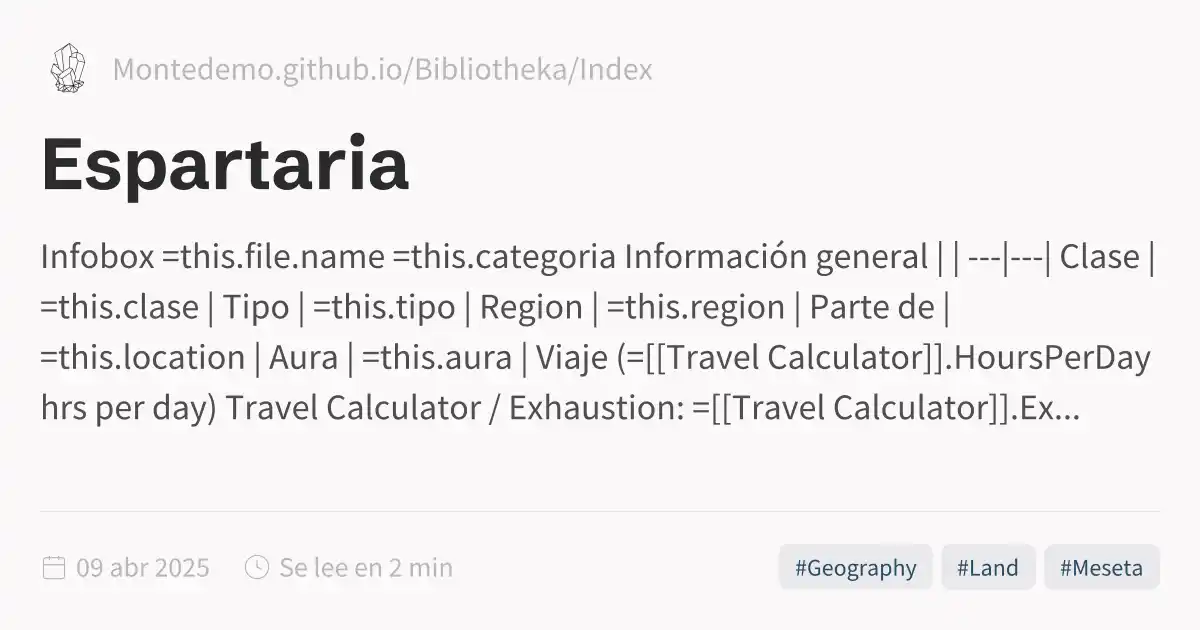 Montedemo.github.io/Bibliotheka/Index
Espartaria
Infobox =this.file.name =this.categoria Información general | | ---|---| Clase |
=this.clase | Tipo | =this.tipo | Region | =this.region | Parte de |
=this.location | Aura | =this.aura | Viaje (=[[Travel Calculator]].HoursPerDay
hrs per day) Travel Calculator / Exhaustion: =[[Travel Calculator]].Ex...
09 abr 2025 Se lee en 2 min #Geography #Land #Meseta